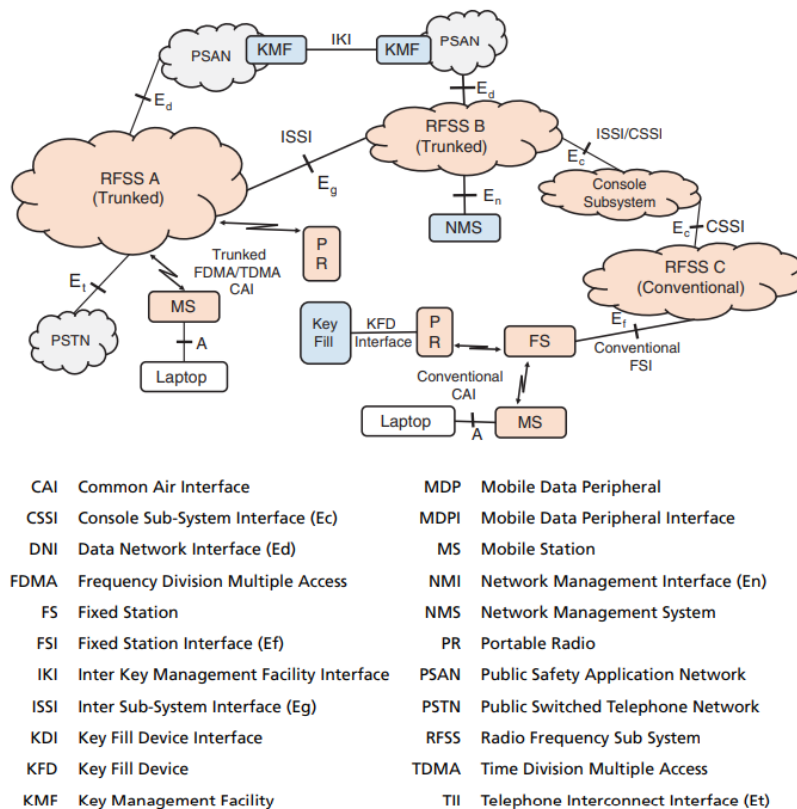 PSAN
KMF
IKI
KMF
PSAN
Ed
Ed
RFSS A
(Trunked)
ISSI
Eg
RFSS B
(Trunked)
ISSI/CSSI
Ec
Console
Subsystem
En
NMS
Ec
CSSI
RFSS C
(Conventional)
P
R
Trunked
FDMA/TDMA
CAI
Et
PSTN
MS
A
Laptop
Key
Fill
KFD
Interface
P
R
FS
Ef
Conventional
FSI
Conventional
CAI
Laptop
A
MS
CAI Common Air Interface
CSSI Console Sub-System Interface (Ec)
DNI Data Network Interface (Ed)
FDMA Frequency Division Multiple Access
FS Fixed Station
FSI Fixed Station Interface (Ef)
IKI Inter Key Management Facility Interface
ISSI Inter Sub-System Interface (Eg)
KDI Key Fill Device Interface
KFD Key Fill Device
KMF Key Management Facility
MDP Mobile Data Peripheral
MDPI Mobile Data Peripheral Interface
MS Mobile Station
NMI Network Management Interface (En)
NMS Network Management System
PR Portable Radio
PSAN Public Safety Application Network
PSTN Public Switched Telephone Network
RFSS Radio Frequency Sub System
TDMA Time Division Multiple Access
TII Telephone Interconnect Interface (Et)